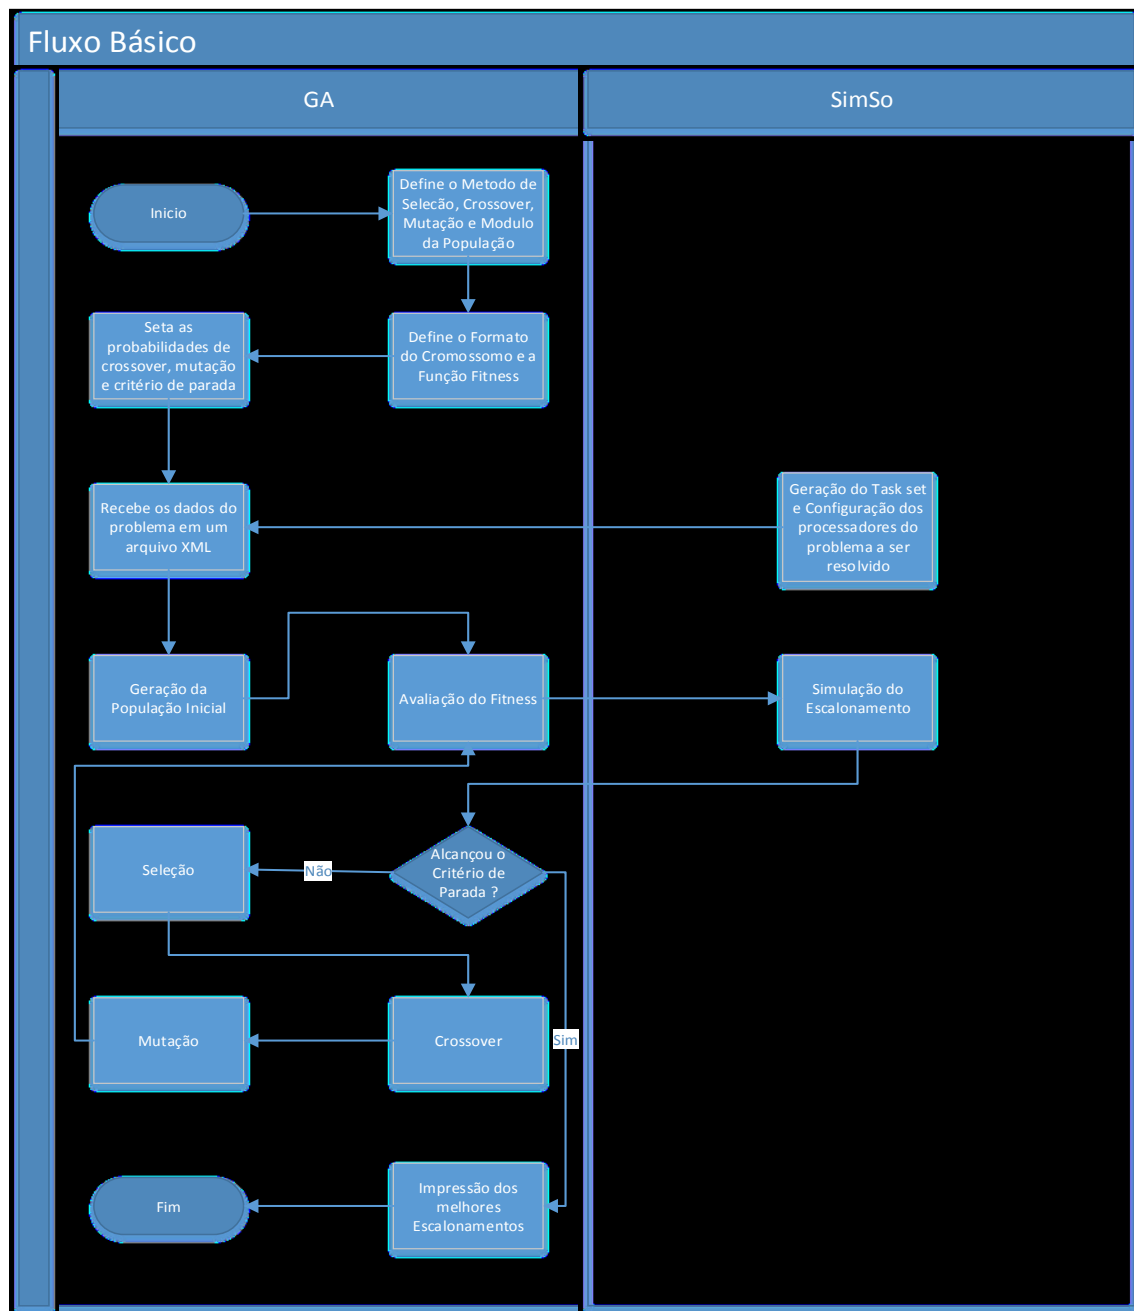 Fluxo Básico
GA
SimSo
Inicio
Define o Metodo de
Selecão, Crossover,
Mutação e Modulo
da População
Seta as
probabilidades de
crossover, mutação
e critério de parada
Define o Formato
do Cromossomo e a
Função Fitness
Recebe os dados do
problema em um
arquivo XML
Geração do Task set
e Configuração dos
processadores do
problema a ser
resolvido
Geração da
População Inicial
Avaliação do Fitness
Simulação do
Escalonamento
Seleção
Não
Alcançou o
Critério de
Parada ?
Mutação
Crossover
Sim
Fim
Impressão dos
melhores
Escalonamentos